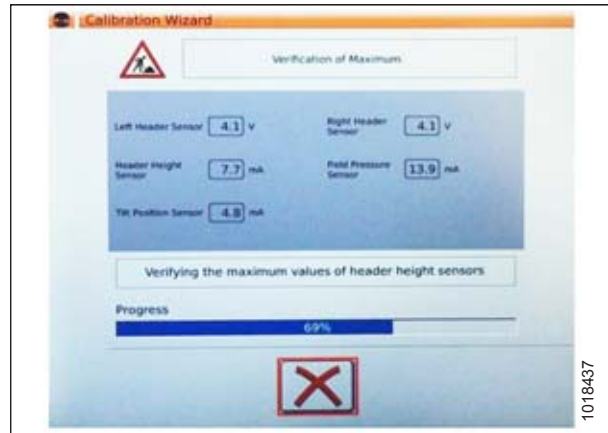 Calibration Wizard
Verification of Maximum
Left Header Sensor 4.1 V
Right Header Sensor 4.1 V
Header Height Sensor 7.7 mA
Field Pressure Sensor 13.9 mA
Tilt Position Sensor 4.8 mA
Verifying the maximum values of header height sensors
Progress
69%
1018437